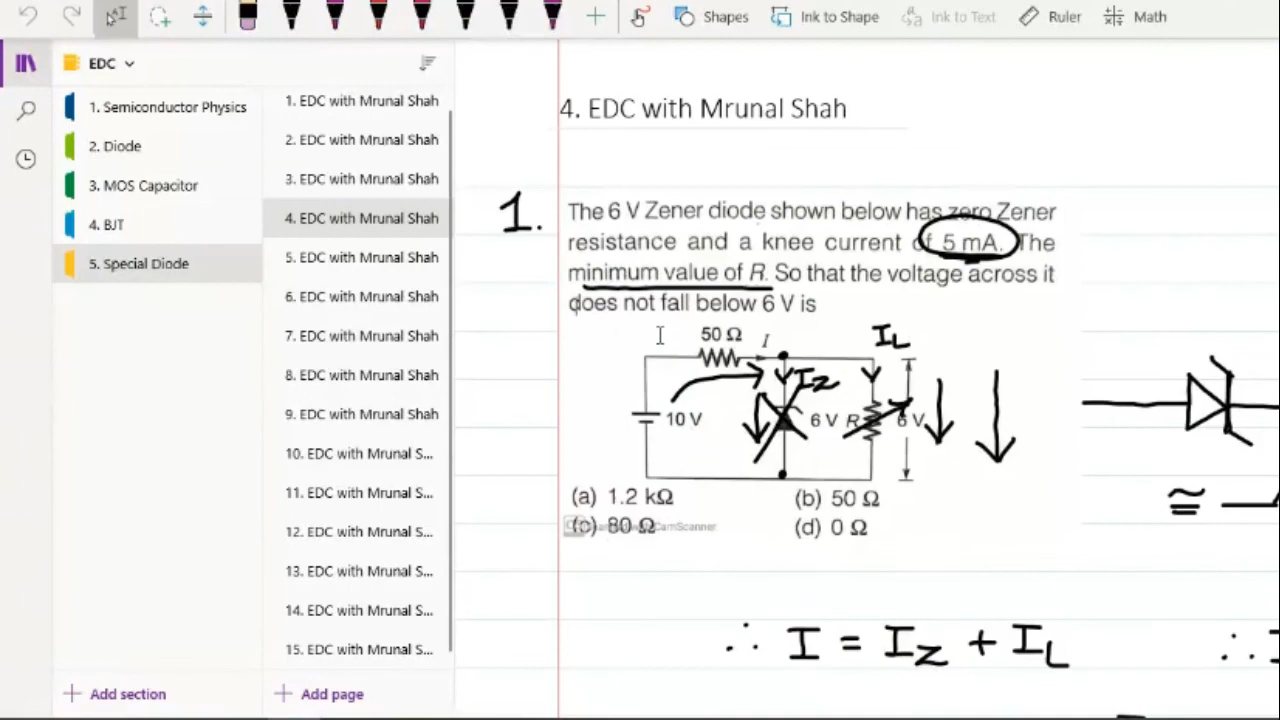 Shapes
Ink to Shape
Ink to Text
Ruler
Math
EDC
1. Semiconductor Physics
2. Diode
3. MOS Capacitor
4. BJT
5. Special Diode
1. EDC with Mrunal Shah
2. EDC with Mrunal Shah
3. EDC with Mrunal Shah
4. EDC with Mrunal Shah
5. EDC with Mrunal Shah
6. EDC with Mrunal Shah
7. EDC with Mrunal Shah
8. EDC with Mrunal Shah
9. EDC with Mrunal Shah
10. EDC with Mrunal S...
11. EDC with Mrunal S...
12. EDC with Mrunal S...
13. EDC with Mrunal S...
14. EDC with Mrunal S...
15. EDC with Mrunal S...
Add section
Add page
4. EDC with Mrunal Shah
1.
The 6 V Zener diode shown below has zero Zener
resistance and a knee current of 5 mA. The
minimum value of R. So that the voltage across it
does not fall below 6 V is
50 Ω
I
IL
Iz
10 V
6 V
R
6 V
(a) 1.2 kΩ
(b) 50 Ω
(c) 80 Ω
CamScanner
(d) 0 Ω
≅
∴ I = Iz + IL
∴ I